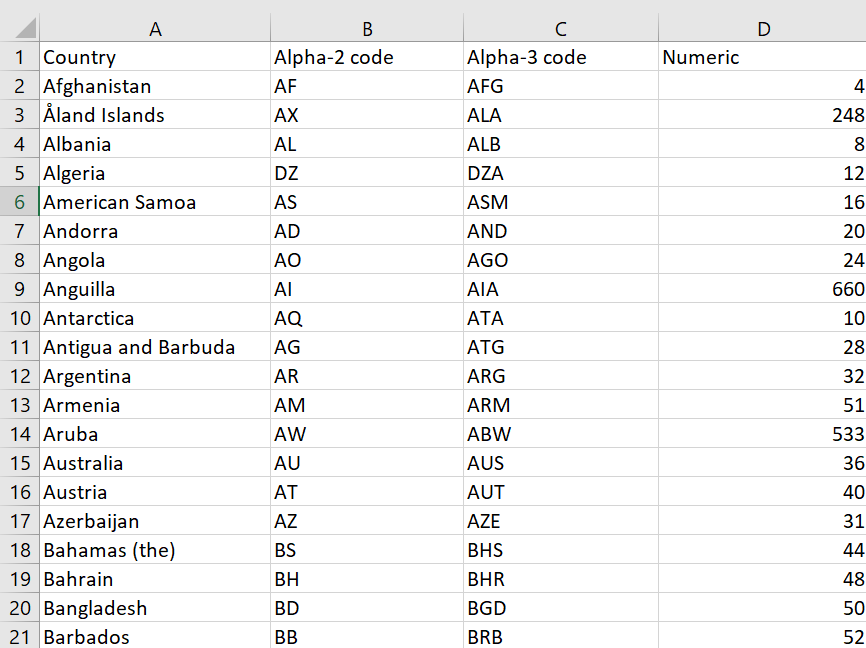 A B C D
1 Country Alpha-2 code Alpha-3 code Numeric
2 Afghanistan AF AFG 4
3 Åland Islands AX ALA 248
4 Albania AL ALB 8
5 Algeria DZ DZA 12
6 American Samoa AS ASM 16
7 Andorra AD AND 20
8 Angola AO AGO 24
9 Anguilla AI AIA 660
10 Antarctica AQ ATA 10
11 Antigua and Barbuda AG ATG 28
12 Argentina AR ARG 32
13 Armenia AM ARM 51
14 Aruba AW ABW 533
15 Australia AU AUS 36
16 Austria AT AUT 40
17 Azerbaijan AZ AZE 31
18 Bahamas (the) BS BHS 44
19 Bahrain BH BHR 48
20 Bangladesh BD BGD 50
21 Barbados BB BRB 52